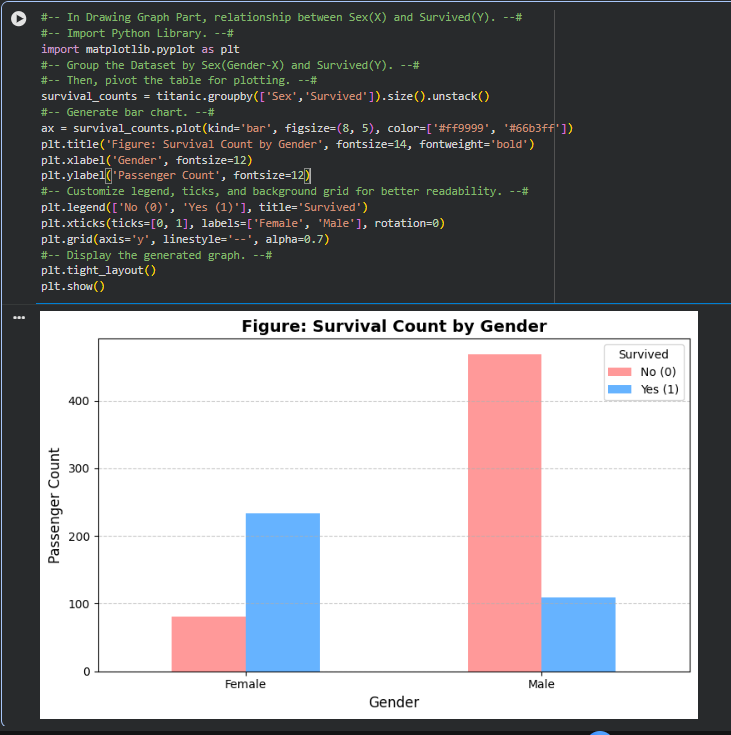 #-- In Drawing Graph Part, relationship between Sex(X) and Survived(Y). --#
#-- Import Python Library. --#
import matplotlib.pyplot as plt
#-- Group the Dataset by Sex(Gender-X) and Survived(Y). --#
#-- Then, pivot the table for plotting. --#
survival_counts = titanic.groupby(['Sex','Survived']).size().unstack()
#-- Generate bar chart. --#
ax = survival_counts.plot(kind='bar', figsize=(8, 5), color=['#ff9999', '#66b3ff'])
plt.title('Figure: Survival Count by Gender', fontsize=14, fontweight='bold')
plt.xlabel('Gender', fontsize=12)
plt.ylabel('Passenger Count', fontsize=12)
#-- Customize legend, ticks, and background grid for better readability. --#
plt.legend(['No (0)', 'Yes (1)'], title='Survived')
plt.xticks(ticks=[0, 1], labels=['Female', 'Male'], rotation=0)
plt.grid(axis='y', linestyle='--', alpha=0.7)
#-- Display the generated graph. --#
plt.tight_layout()
plt.show()
Figure: Survival Count by Gender
Survived
No (0)
Yes (1)
Passenger Count
400
300
200
100
0
Female Male
Gender